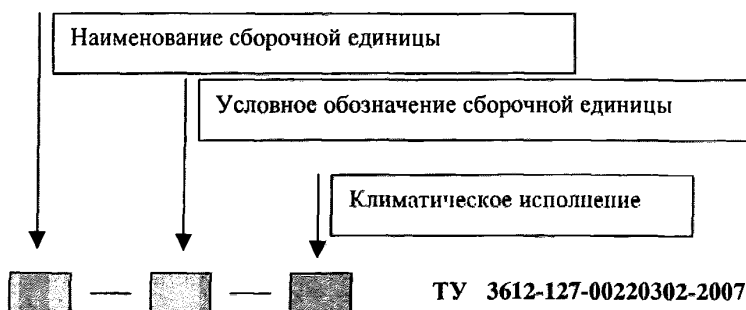 Наименование сборочной единицы
Условное обозначение сборочной единицы
Климатическое исполнение
ТУ 3612-127-00220302-2007